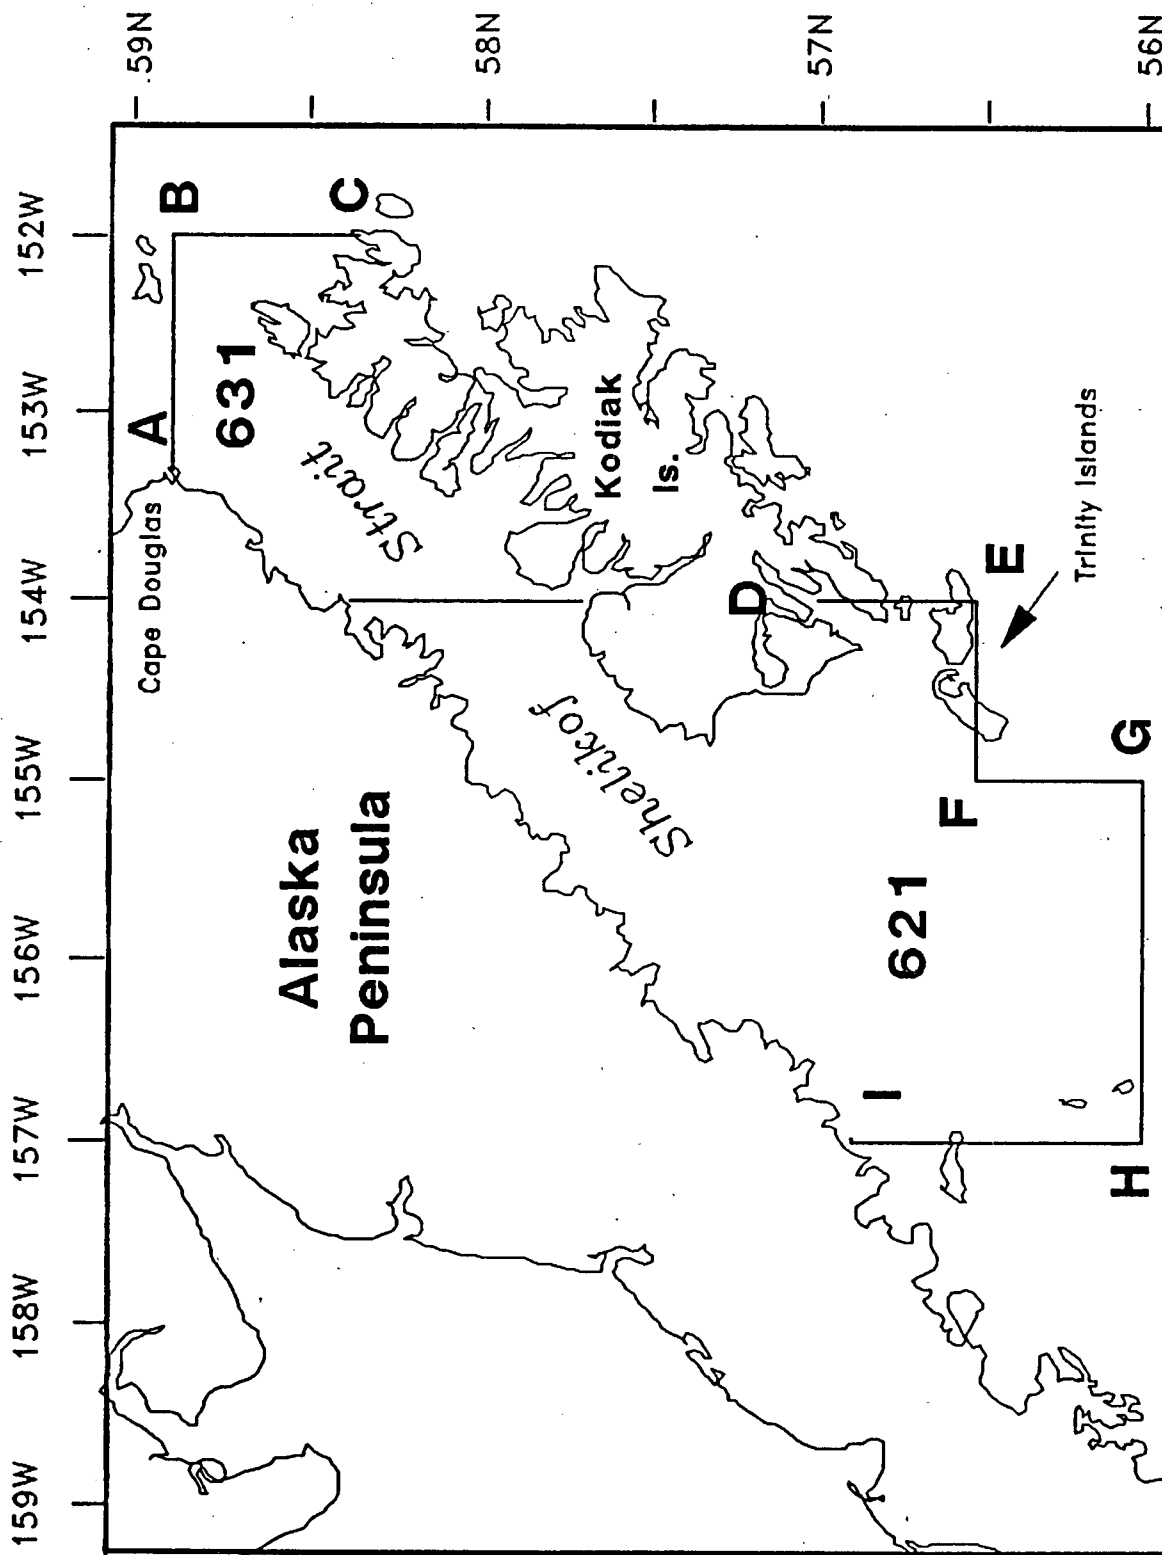 159W
158W
157W
156W
155W
154W
153W
152W
59N
58N
57N
56N
Cape Douglas
A
B
631
C
Strait
Alaska
Peninsula
Shelikof
Kodiak
Is.
D
E
Trinity Islands
621
F
G
I
H